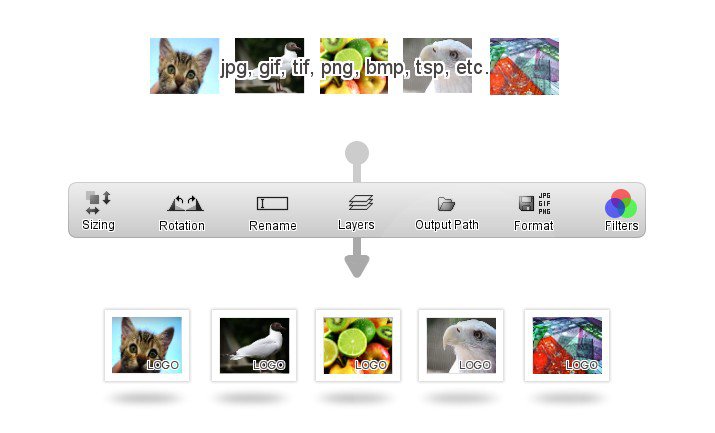 jpg, gif, tif, png, bmp, tsp, etc.
JPG
GIF
PNG
Sizing Rotation Rename Layers Output Path Format Filters
LOGO LOGO LOGO LOGO LOGO